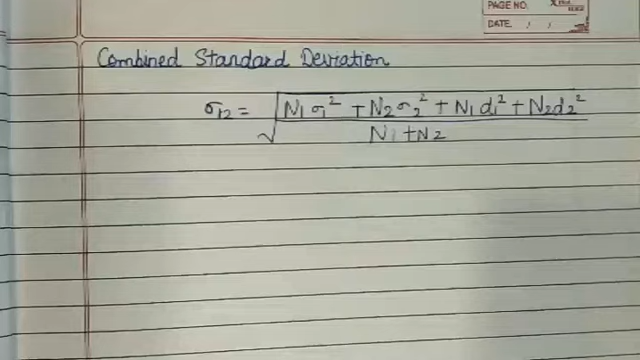 PAGE NO.
DATE / /
Combined Standard Deviation
σ12 = √(N1σ1² + N2σ2² + N1d1² + N2d2²
N1 + N2)